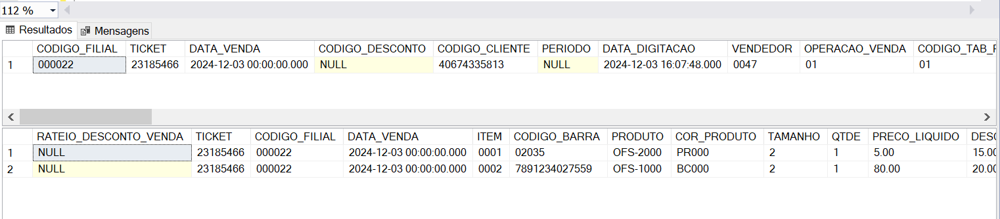 112 %
Resultados Mensagens
CODIGO_FILIAL TICKET DATA_VENDA CODIGO_DESCONTO CODIGO_CLIENTE PERIODO DATA_DIGITACAO VENDEDOR OPERACAO_VENDA CODIGO_TAB_
1 000022 23185466 2024-12-03 00:00:00.000 NULL 40674335813 NULL 2024-12-03 16:07:48.000 0047 01 01
RATEIO_DESCONTO_VENDA TICKET CODIGO_FILIAL DATA_VENDA ITEM CODIGO_BARRA PRODUTO COR_PRODUTO TAMANHO QTDE PRECO_LIQUIDO DESC
1 NULL 23185466 000022 2024-12-03 00:00:00.000 0001 02035 OFS-2000 PR000 2 1 5.00 15.00
2 NULL 23185466 000022 2024-12-03 00:00:00.000 0002 7891234027559 OFS-1000 BC000 2 1 80.00 20.00